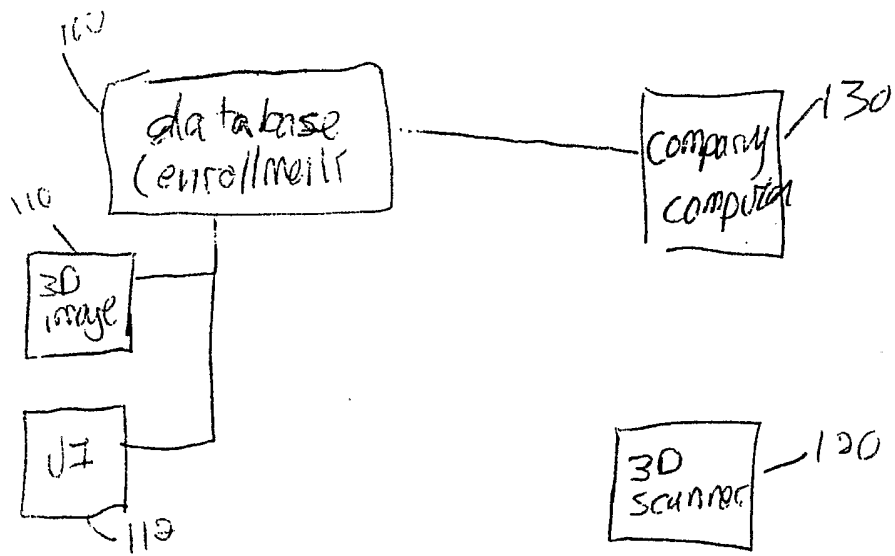 100
database
(enrollment
130
company
computer
110
3D
image
UI
112
3D
scanner
120